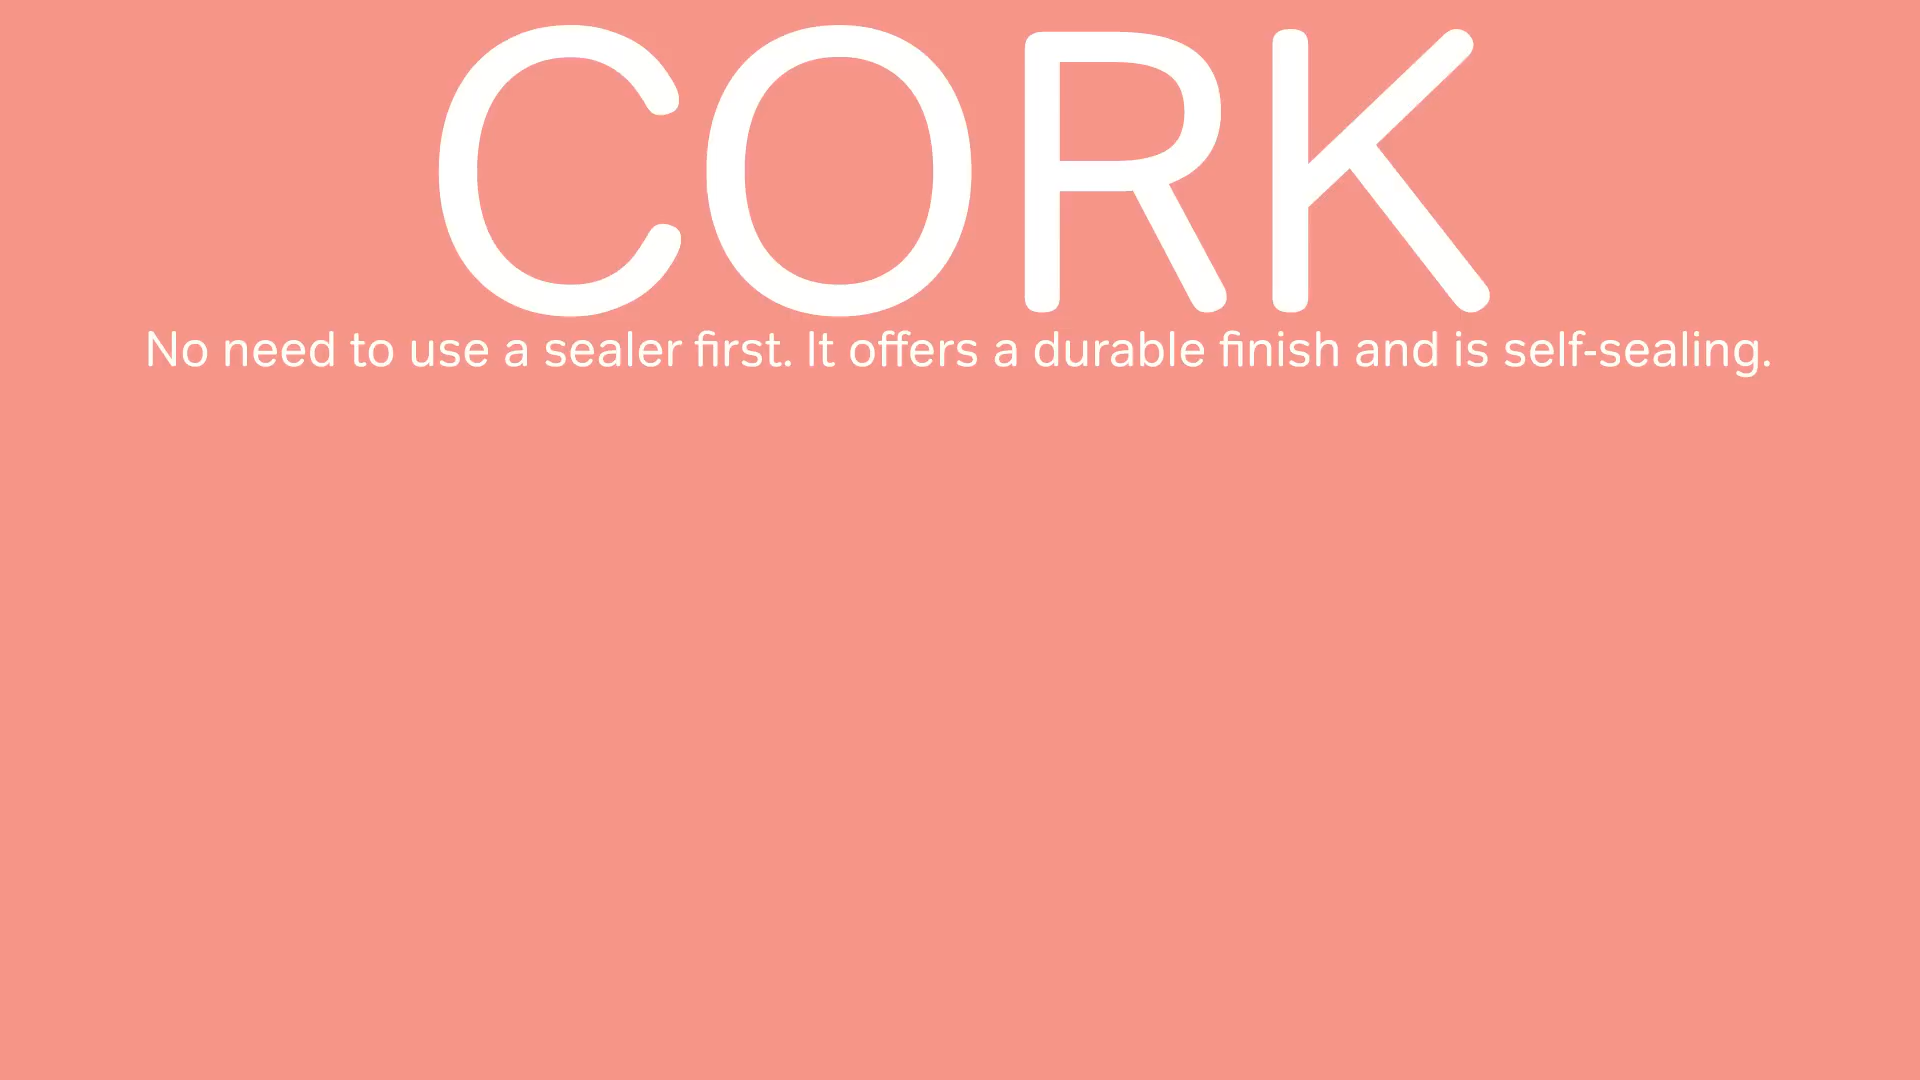 CORK
No need to use a sealer first. It offers a durable finish and is self-sealing.